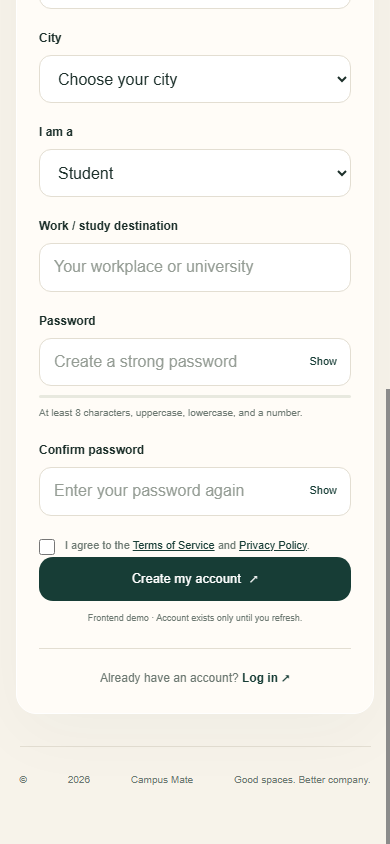 City
Choose your city
I am a
Student
Work / study destination
Your workplace or university
Password
Create a strong password Show
At least 8 characters, uppercase, lowercase, and a number.
Confirm password
Enter your password again Show
I agree to the Terms of Service and Privacy Policy.
Create my account ↗
Frontend demo · Account exists only until you refresh.
Already have an account? Log in ↗
© 2026 Campus Mate Good spaces. Better company.